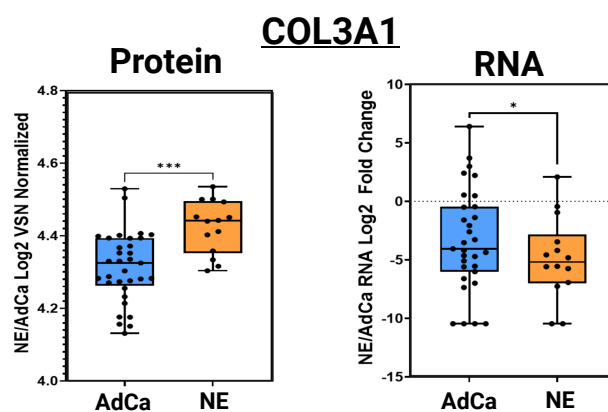 COL3A1
Protein
NE/AdCa Log2 VSN Normalized
4.8
4.6
4.4
4.2
4.0
***
AdCa
NE
RNA
NE/AdCa RNA Log2 Fold Change
10
5
0
-5
-10
-15
*
AdCa
NE